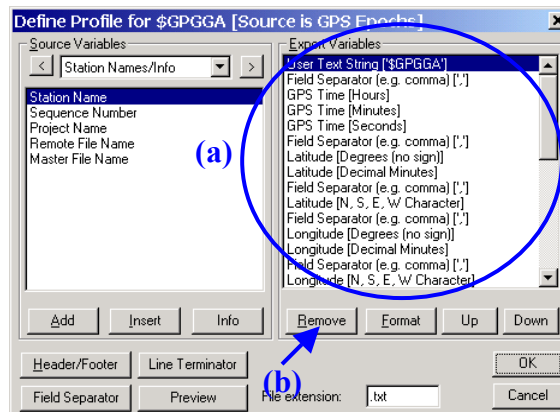 Define Profile for $GPGGA [Source is GPS Epochs]
Source Variables
< Station Names/Info >
Station Name
Sequence Number
Project Name
Remote File Name
Master File Name
(a)
Add Insert Info
Export Variables
User Text String ['$GPGGA']
Field Separator (e.g. comma) [',']
GPS Time [Hours]
GPS Time [Minutes]
GPS Time [Seconds]
Field Separator (e.g. comma) [',']
Latitude [Degrees (no sign)]
Latitude [Decimal Minutes]
Field Separator (e.g. comma) [',']
Latitude [N, S, E, W Character]
Field Separator (e.g. comma) [',']
Longitude [Degrees (no sign)]
Longitude [Decimal Minutes]
Field Separator (e.g. comma) [',']
Longitude [N, S, E, W Character]
Remove Format Up Down
(b)
Header/Footer Line Terminator OK
Field Separator Preview File extension: .txt Cancel